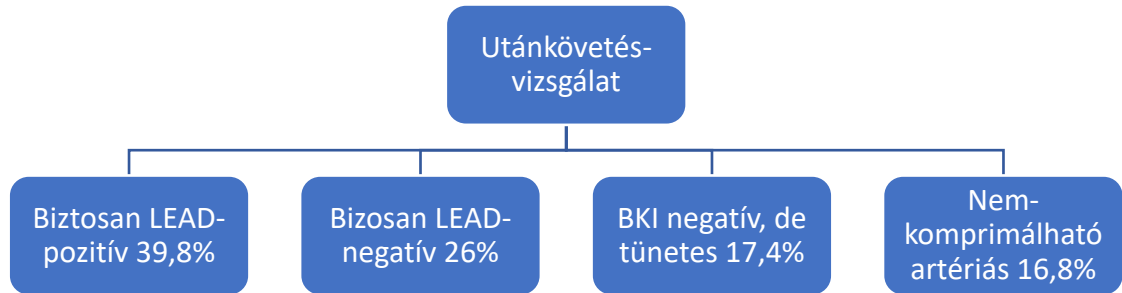 Utánkövetés-
vizsgálat
Biztosan LEAD-
pozitív 39,8%
Bizosan LEAD-
negatív 26%
BKI negatív, de
tünetes 17,4%
Nem-
komprimálható
artériás 16,8%